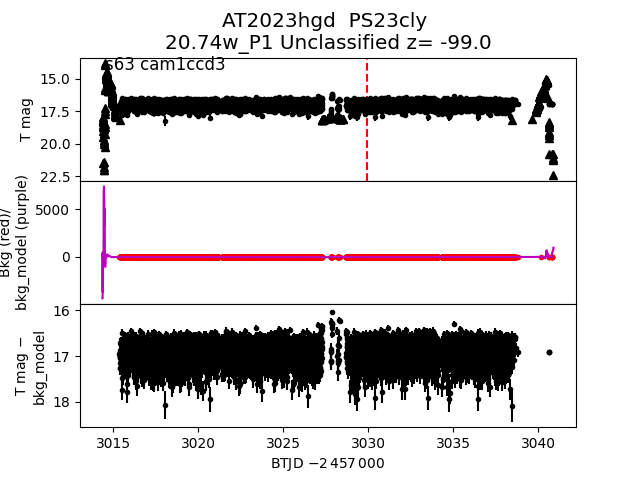 AT2023hgd  PS23cly
20.74w_P1 Unclassified z= -99.0
s63 cam1ccd3
15.0
17.5
20.0
22.5
T mag
5000
0
Bkg (red)/
bkg_model (purple)
16
17
18
T mag −
bkg_model
3015 3020 3025 3030 3035 3040
BTJD −2 457 000